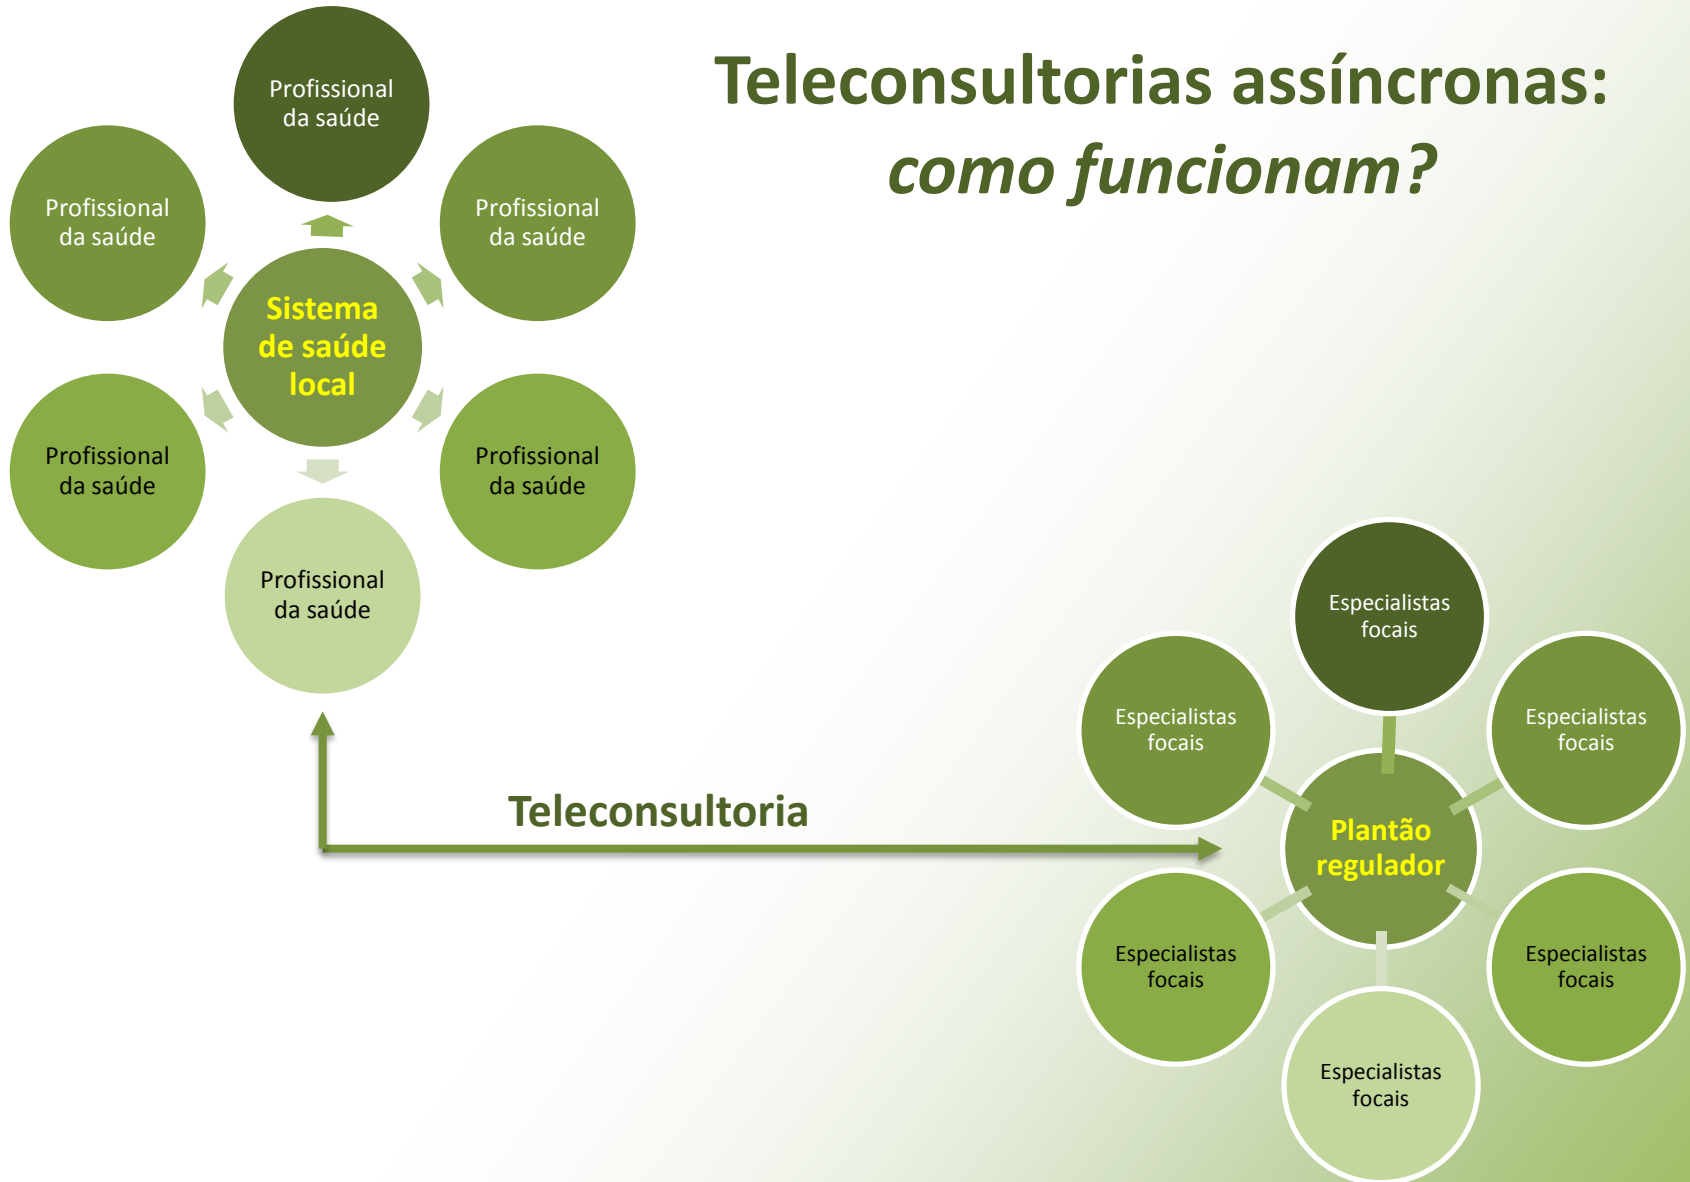 Teleconsultorias assíncronas:
como funcionam?
Profissional
da saúde
Profissional
da saúde
Profissional
da saúde
Sistema
de saúde
local
Profissional
da saúde
Profissional
da saúde
Profissional
da saúde
Teleconsultoria
Especialistas
focais
Especialistas
focais
Especialistas
focais
Plantão
regulador
Especialistas
focais
Especialistas
focais
Especialistas
focais